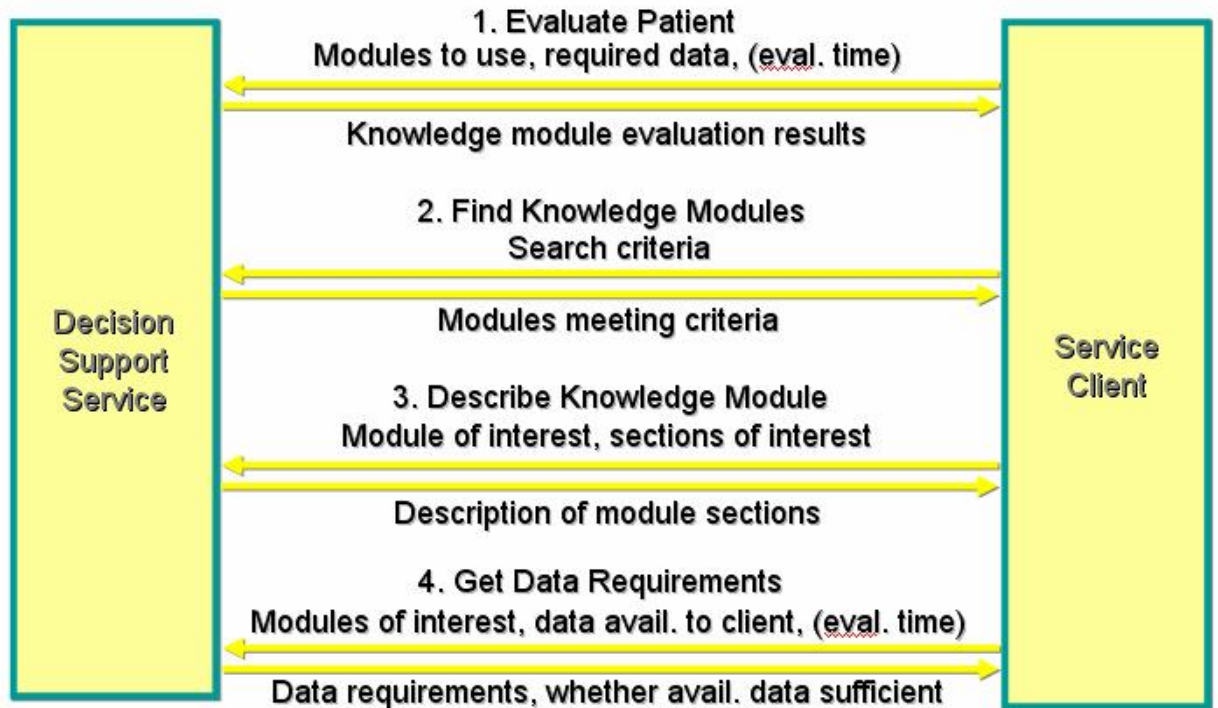 1. Evaluate Patient
Modules to use, required data, (eval. time)
Knowledge module evaluation results
2. Find Knowledge Modules
Search criteria
Modules meeting criteria
Decision
Support
Service
Service
Client
3. Describe Knowledge Module
Module of interest, sections of interest
Description of module sections
4. Get Data Requirements
Modules of interest, data avail. to client, (eval. time)
Data requirements, whether avail. data sufficient